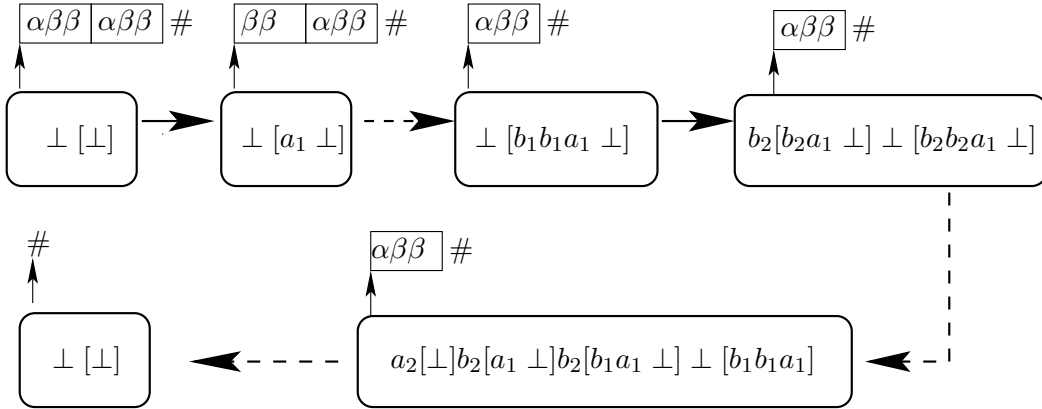 αββ αββ # ββ αββ # αββ # αββ #
⊥ [⊥] ⊥ [a₁ ⊥] ⊥ [b₁b₁a₁ ⊥] b₂[b₂a₁ ⊥] ⊥ [b₂b₂a₁ ⊥]
# αββ #
⊥ [⊥] a₂[⊥]b₂[a₁ ⊥]b₂[b₁a₁ ⊥] ⊥ [b₁b₁a₁]